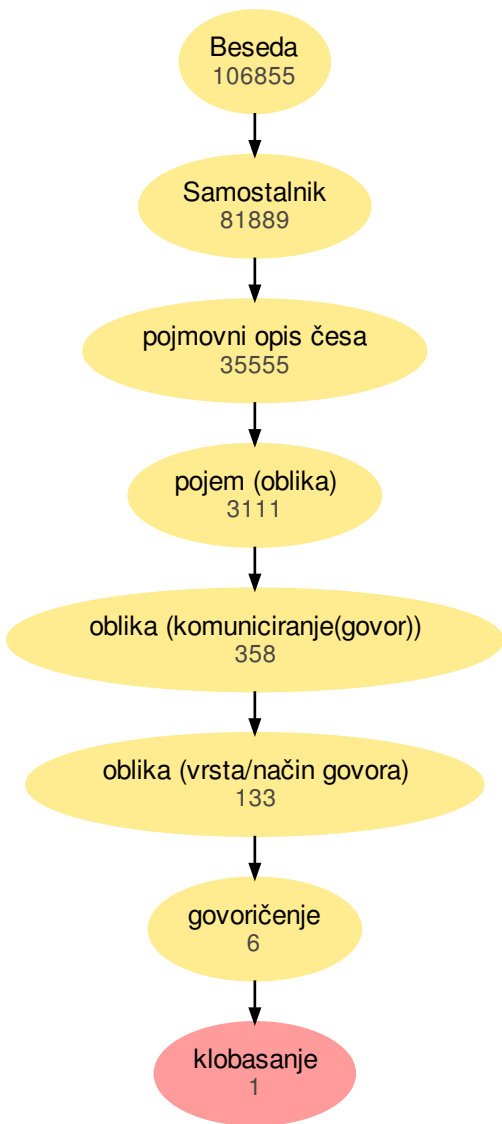 Beseda
106855
Samostalnik
81889
pojmovni opis česa
35555
pojem (oblika)
3111
oblika (komuniciranje(govor))
358
oblika (vrsta/način govora)
133
govoričenje
6
klobasanje
1